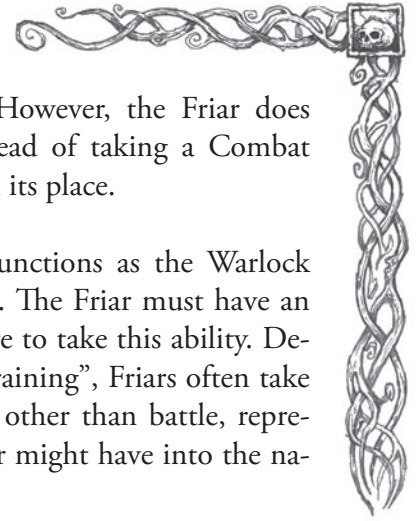 However, the Friar does
ead of taking a Combat
its place.
unctions as the Warlock
. The Friar must have an
e to take this ability. De-
raining”, Friars often take
other than battle, repre-
r might have into the na-